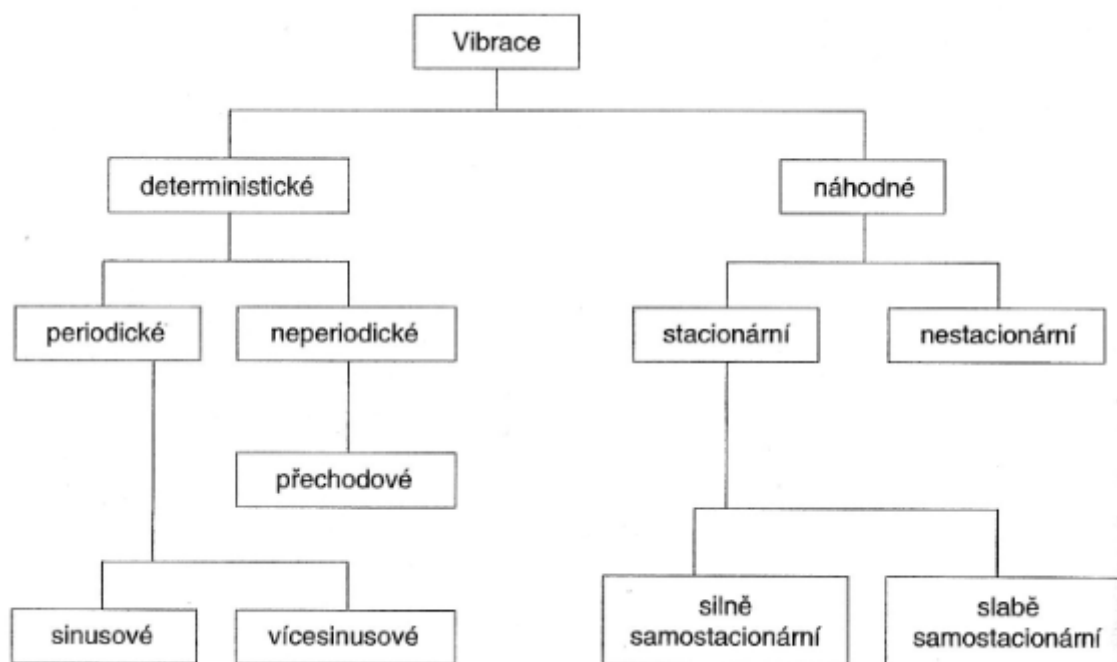 Vibrace
deterministické
náhodné
periodické
neperiodické
stacionární
nestacionární
přechodové
sinusové
vícesinusové
silně
samostacionární
slabě
samostacionární